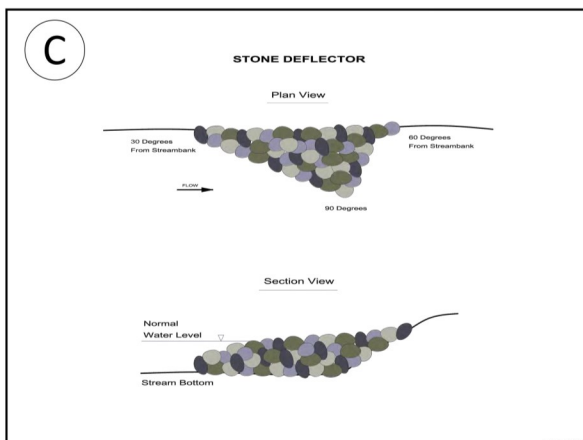 C
STONE DEFLECTOR
Plan View
30 Degrees
From Streambank
60 Degrees
From Streambank
FLOW
90 Degrees
Section View
Normal
Water Level
Stream Bottom